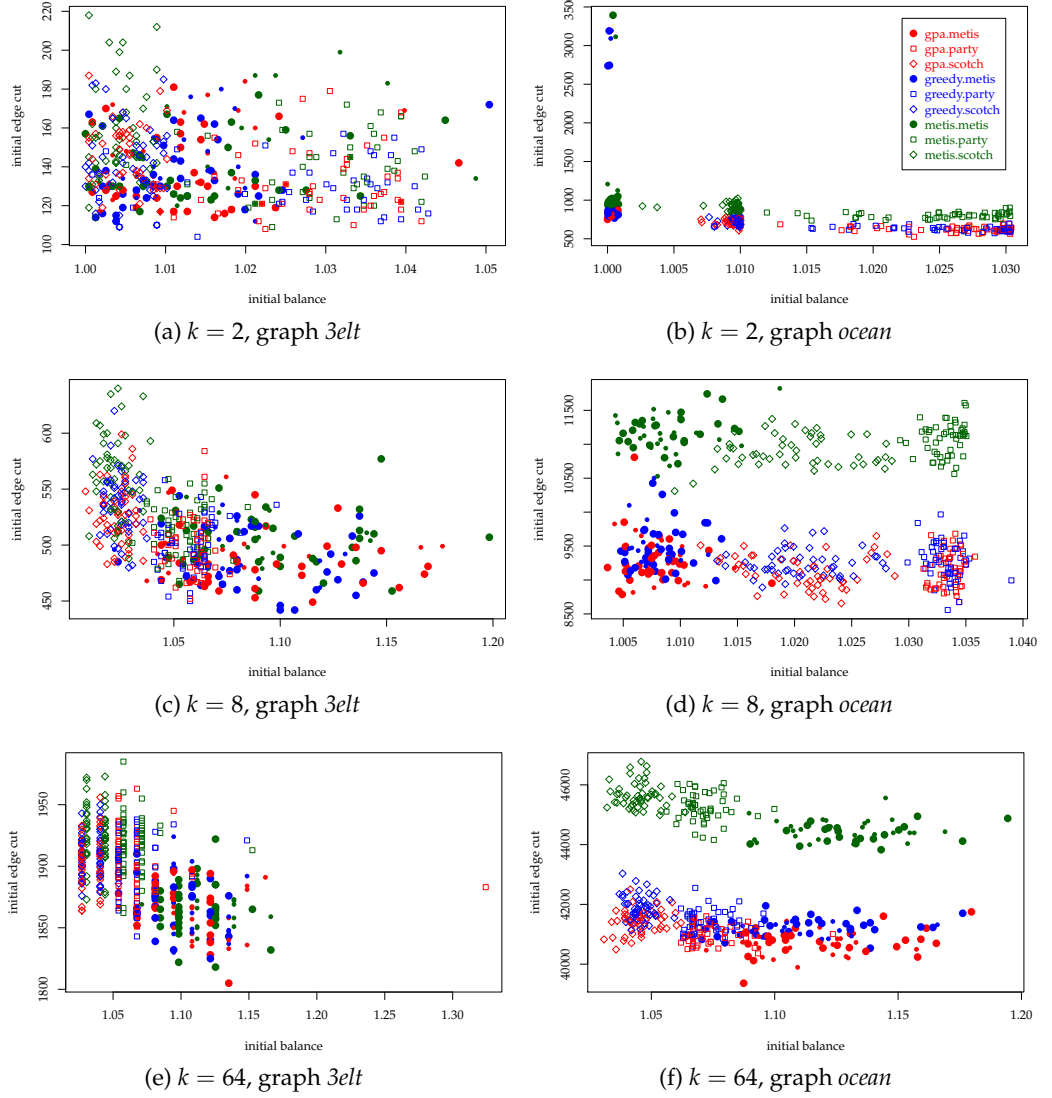 initial edge cut
100 120 140 160 180 200 220
1.00 1.01 1.02 1.03 1.04 1.05
initial balance
(a) k = 2, graph 3elt
initial edge cut
500 1000 1500 2000 2500 3000 3500
gpa.metis
gpa.party
gpa.scotch
greedy.metis
greedy.party
greedy.scotch
metis.metis
metis.party
metis.scotch
1.000 1.005 1.010 1.015 1.020 1.025 1.030
initial balance
(b) k = 2, graph ocean
initial edge cut
450 500 550 600
1.05 1.10 1.15 1.20
initial balance
(c) k = 8, graph 3elt
initial edge cut
8500 9500 10500 11500
1.005 1.010 1.015 1.020 1.025 1.030 1.035 1.040
initial balance
(d) k = 8, graph ocean
initial edge cut
1800 1850 1900 1950
1.05 1.10 1.15 1.20 1.25 1.30
initial balance
(e) k = 64, graph 3elt
initial edge cut
40000 42000 44000 46000
1.05 1.10 1.15 1.20
initial balance
(f) k = 64, graph ocean